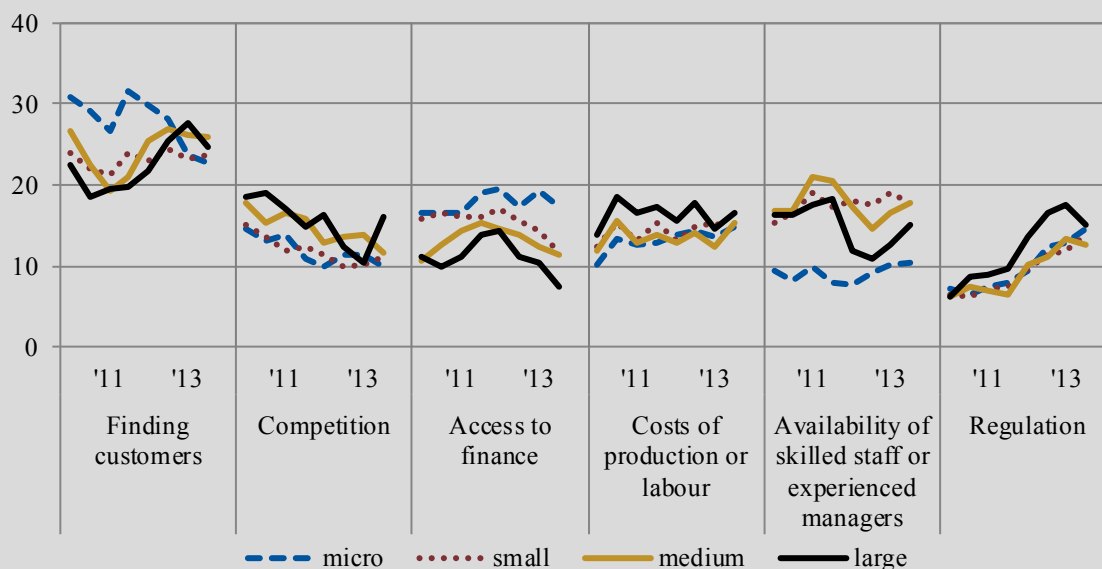 40
30
20
10
0
'11 '13 '11 '13 '11 '13 '11 '13 '11 '13 '11 '13
Finding
customers
Competition
Access to
finance
Costs of
production or
labour
Availability of
skilled staff or
experienced
managers
Regulation
micro small medium large